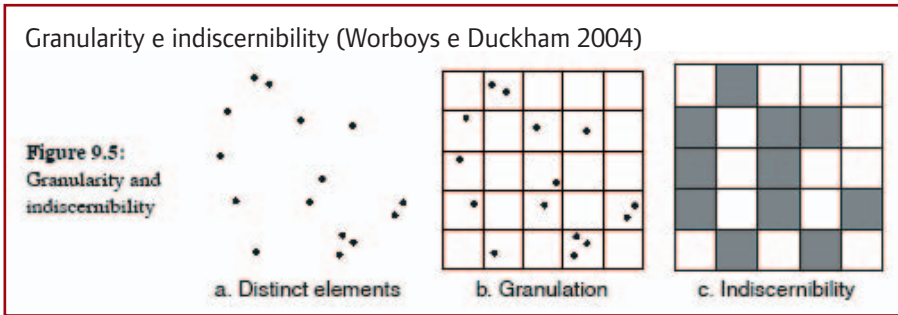 Granularity e indiscernibility (Worboys e Duckham 2004)
Figure 9.5:
Granularity and
indiscernibility
a. Distinct elements
b. Granulation
c. Indiscernibility